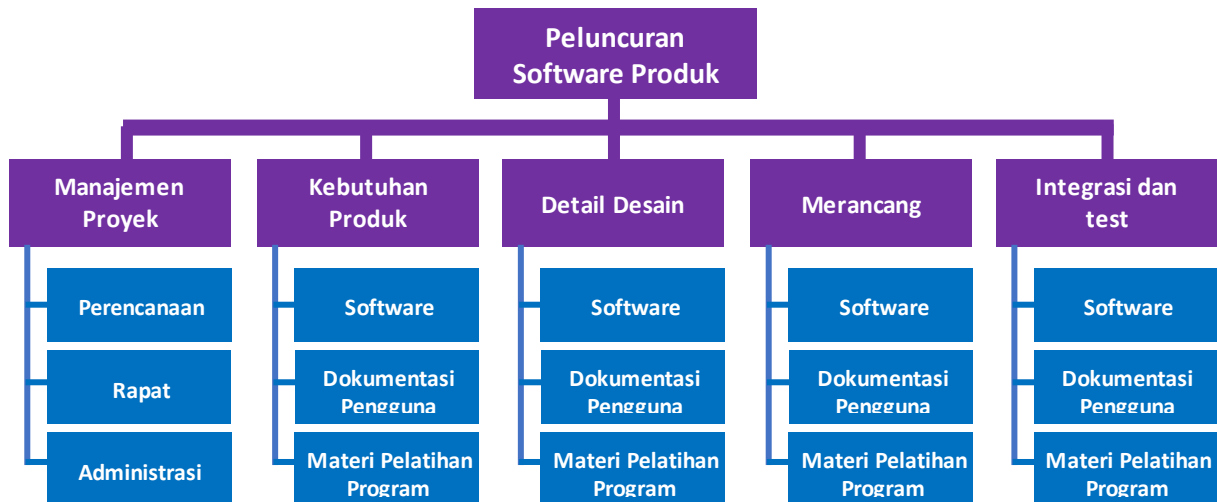 Peluncuran
Software Produk
Manajemen
Proyek
Kebutuhan
Produk
Detail Desain
Merancang
Integrasi dan
test
Perencanaan
Software
Software
Software
Software
Rapat
Dokumentasi
Pengguna
Dokumentasi
Pengguna
Dokumentasi
Pengguna
Dokumentasi
Pengguna
Administrasi
Materi Pelatihan
Program
Materi Pelatihan
Program
Materi Pelatihan
Program
Materi Pelatihan
Program